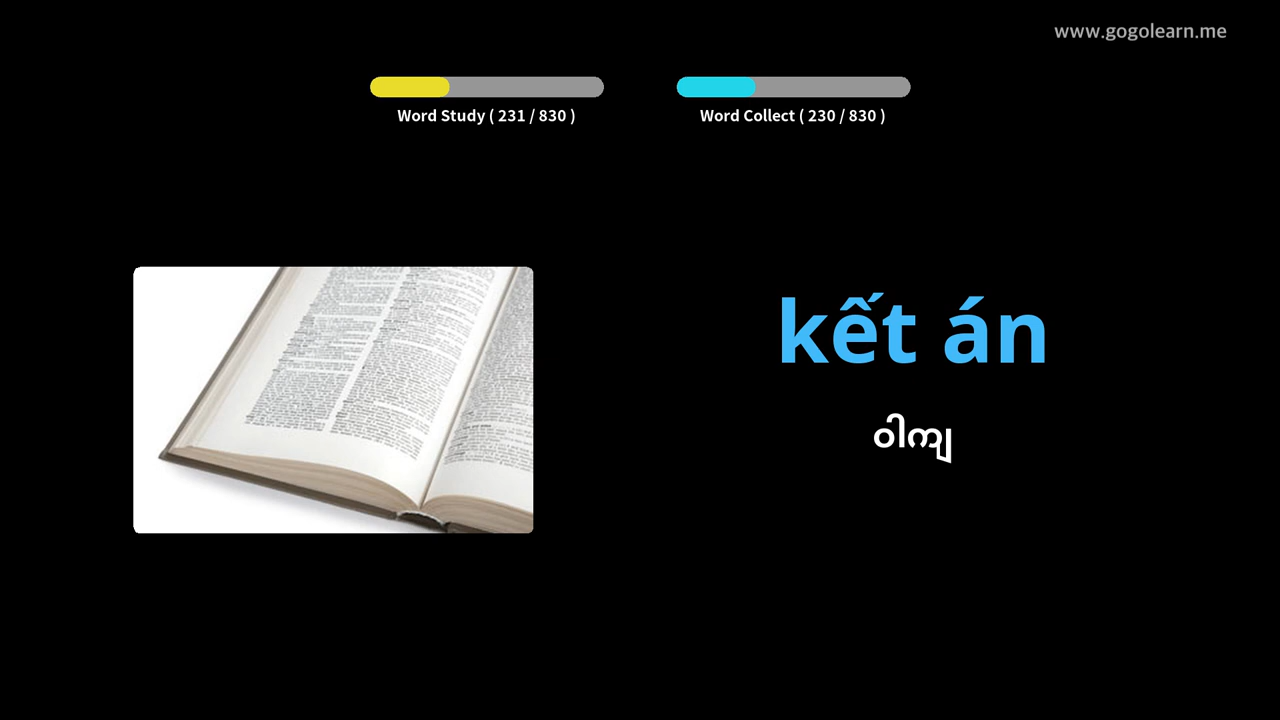 www.gogolearn.me
Word Study ( 231 / 830 )
Word Collect ( 230 / 830 )
kết án
ဝါကျ